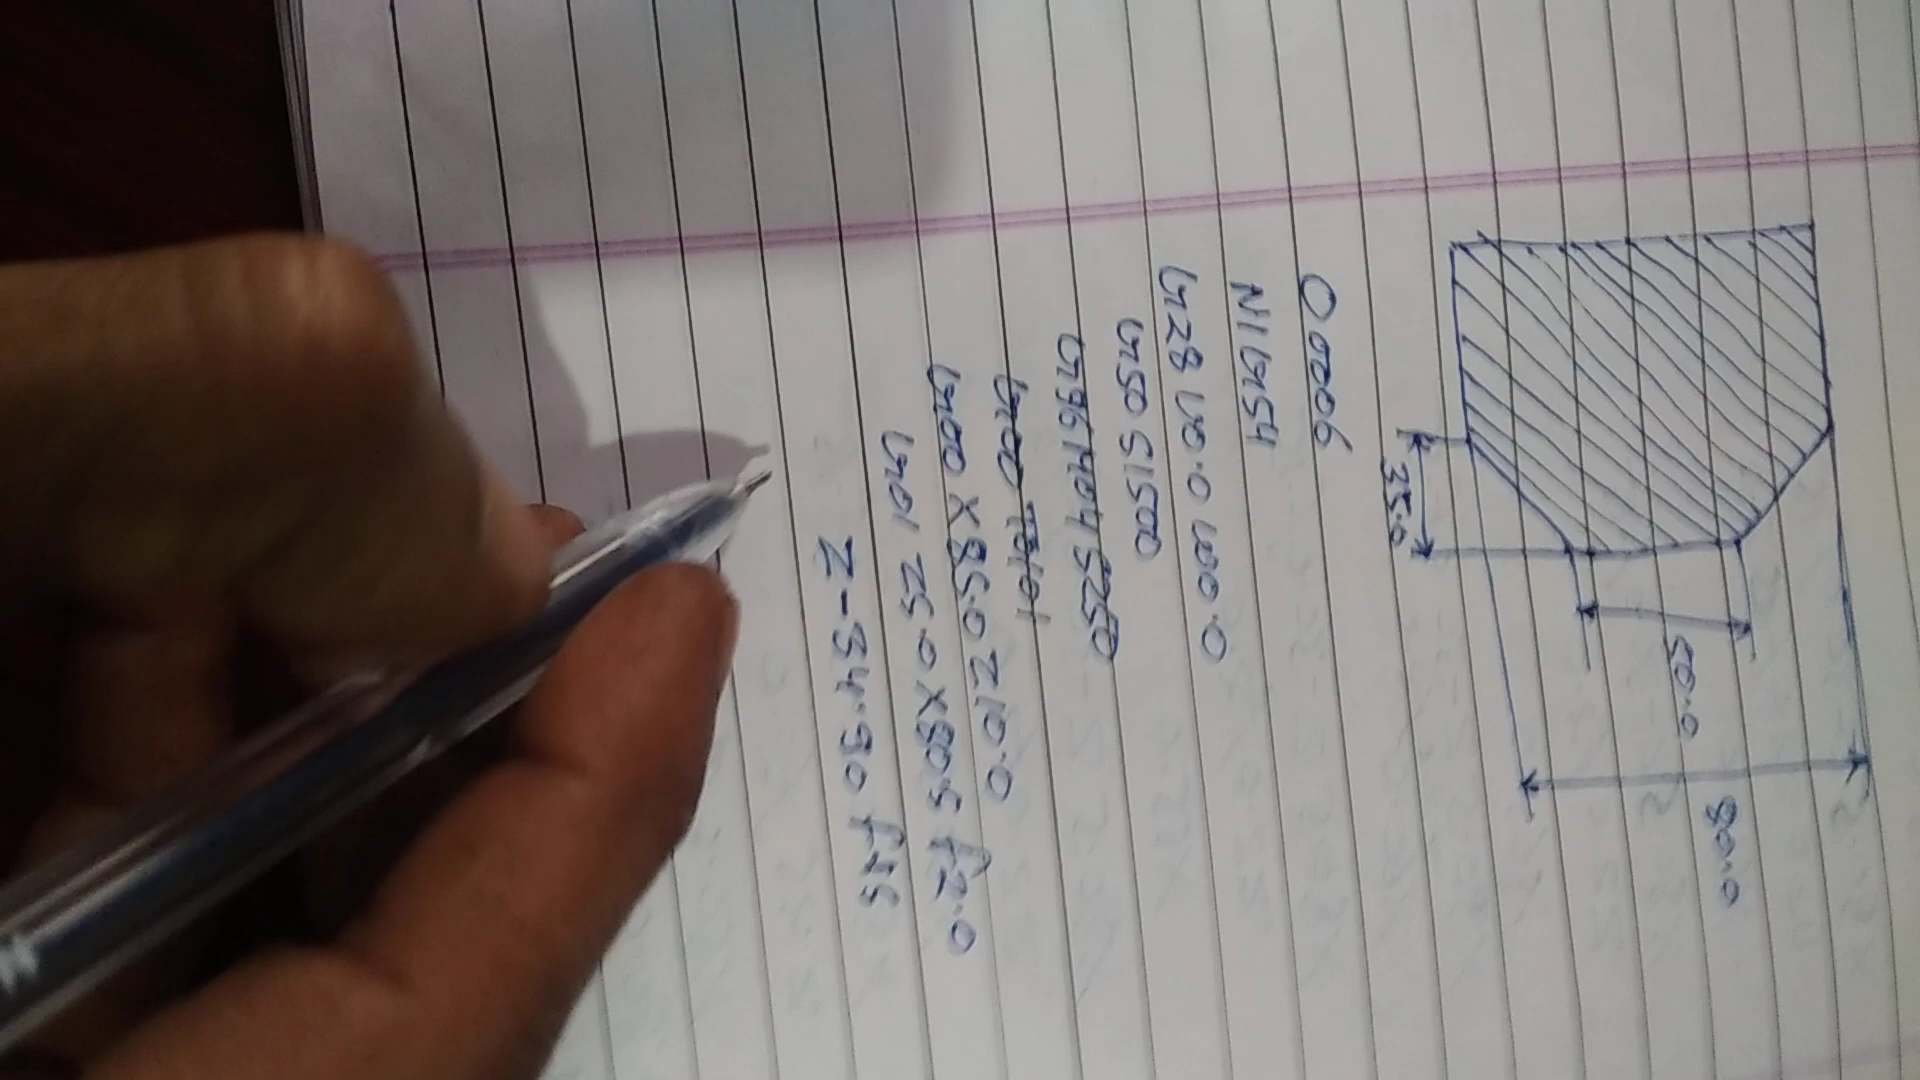 80.0
50.0
35.0
O0006
N1G54
G28 U0.0 W0.0
G50 S1500
G96 M04 S250
G00 T0101
G00 X85.0 Z10.0
G01 Z5.0 X80.5 f2.0
Z-34.90